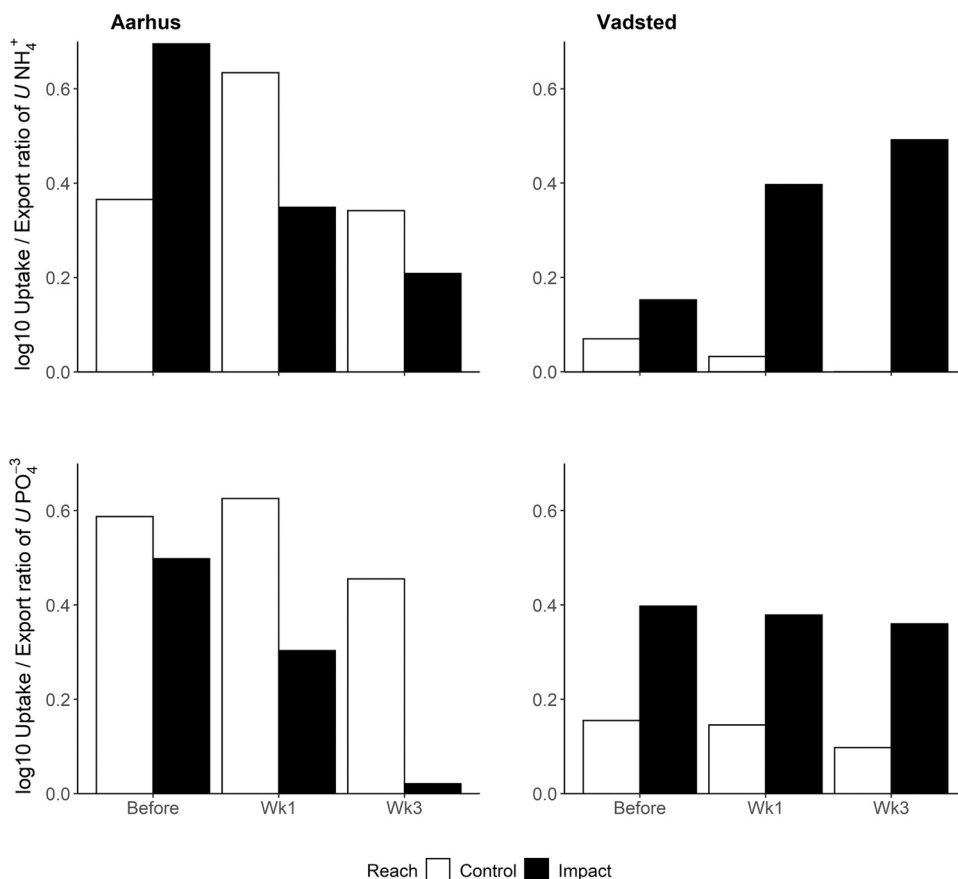 Aarhus
Vadsted
log10 Uptake / Export ratio of U NH₄⁺
0.6
0.4
0.2
0.0
0.6
0.4
0.2
0.0
log10 Uptake / Export ratio of U PO₄⁻³
0.6
0.4
0.2
0.0
0.6
0.4
0.2
0.0
Before Wk1 Wk3
Before Wk1 Wk3
Reach Control Impact